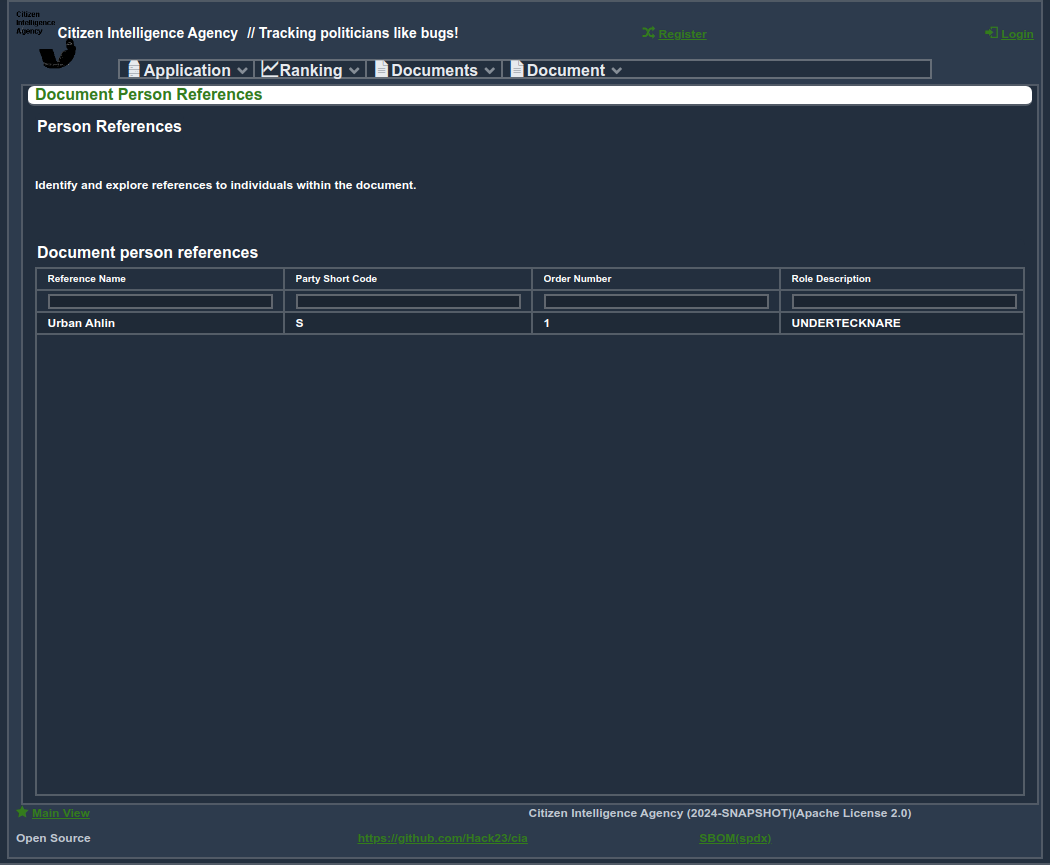 Citizen
Intelligence
Agency
Citizen Intelligence Agency // Tracking politicians like bugs!
Register
Login
Application
Ranking
Documents
Document
Document Person References
Person References
Identify and explore references to individuals within the document.
Document person references
Reference Name Party Short Code Order Number Role Description
Urban Ahlin S 1 UNDERTECKNARE
Main View
Citizen Intelligence Agency (2024-SNAPSHOT)(Apache License 2.0)
Open Source
https://github.com/Hack23/cia
SBOM(spdx)